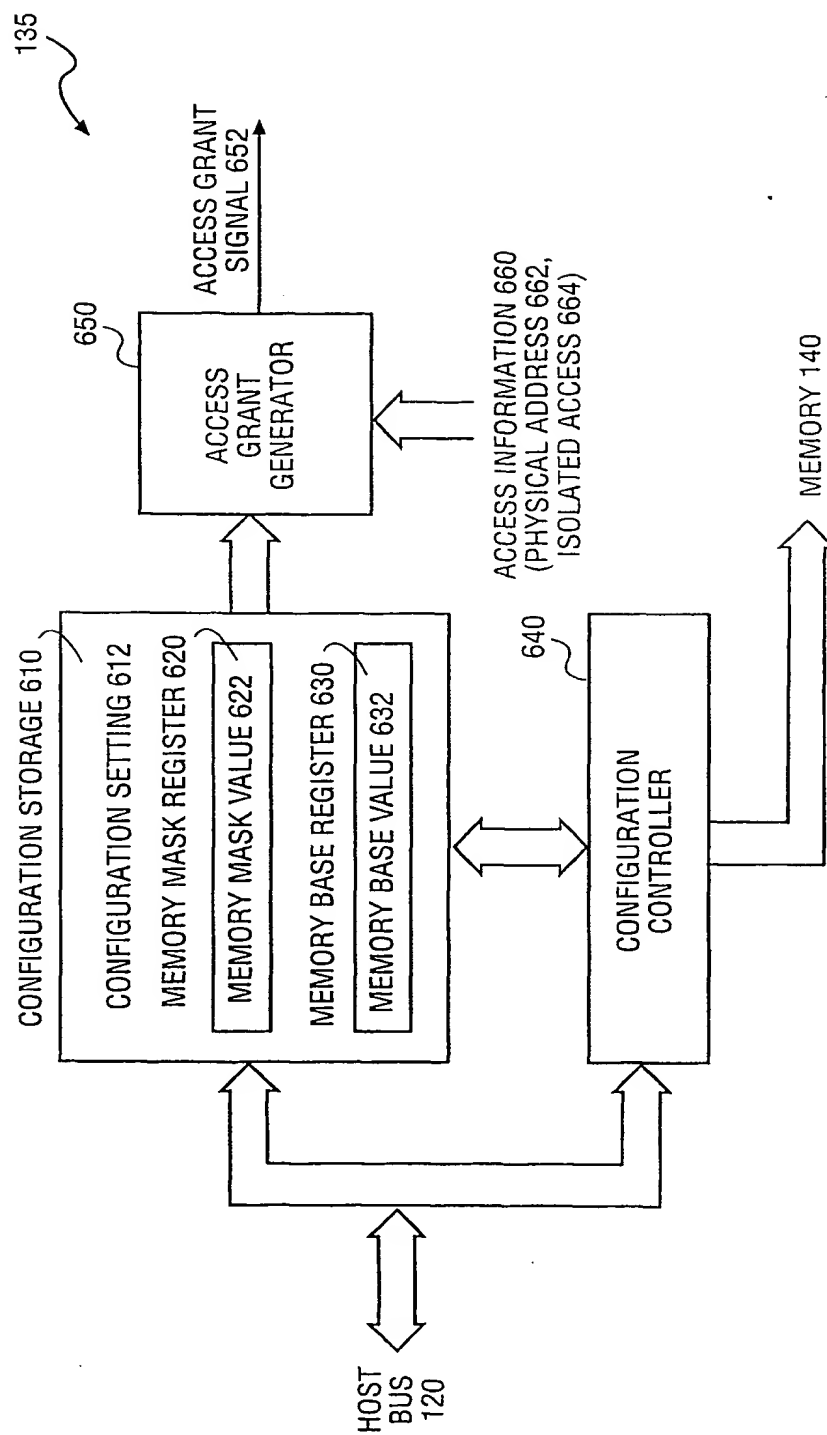 135
CONFIGURATION STORAGE 610
CONFIGURATION SETTING 612
MEMORY MASK REGISTER 620
MEMORY MASK VALUE 622
MEMORY BASE REGISTER 630
MEMORY BASE VALUE 632
650
ACCESS
GRANT
GENERATOR
ACCESS GRANT
SIGNAL 652
ACCESS INFORMATION 660
(PHYSICAL ADDRESS 662,
ISOLATED ACCESS 664)
HOST
BUS
120
640
CONFIGURATION
CONTROLLER
MEMORY 140